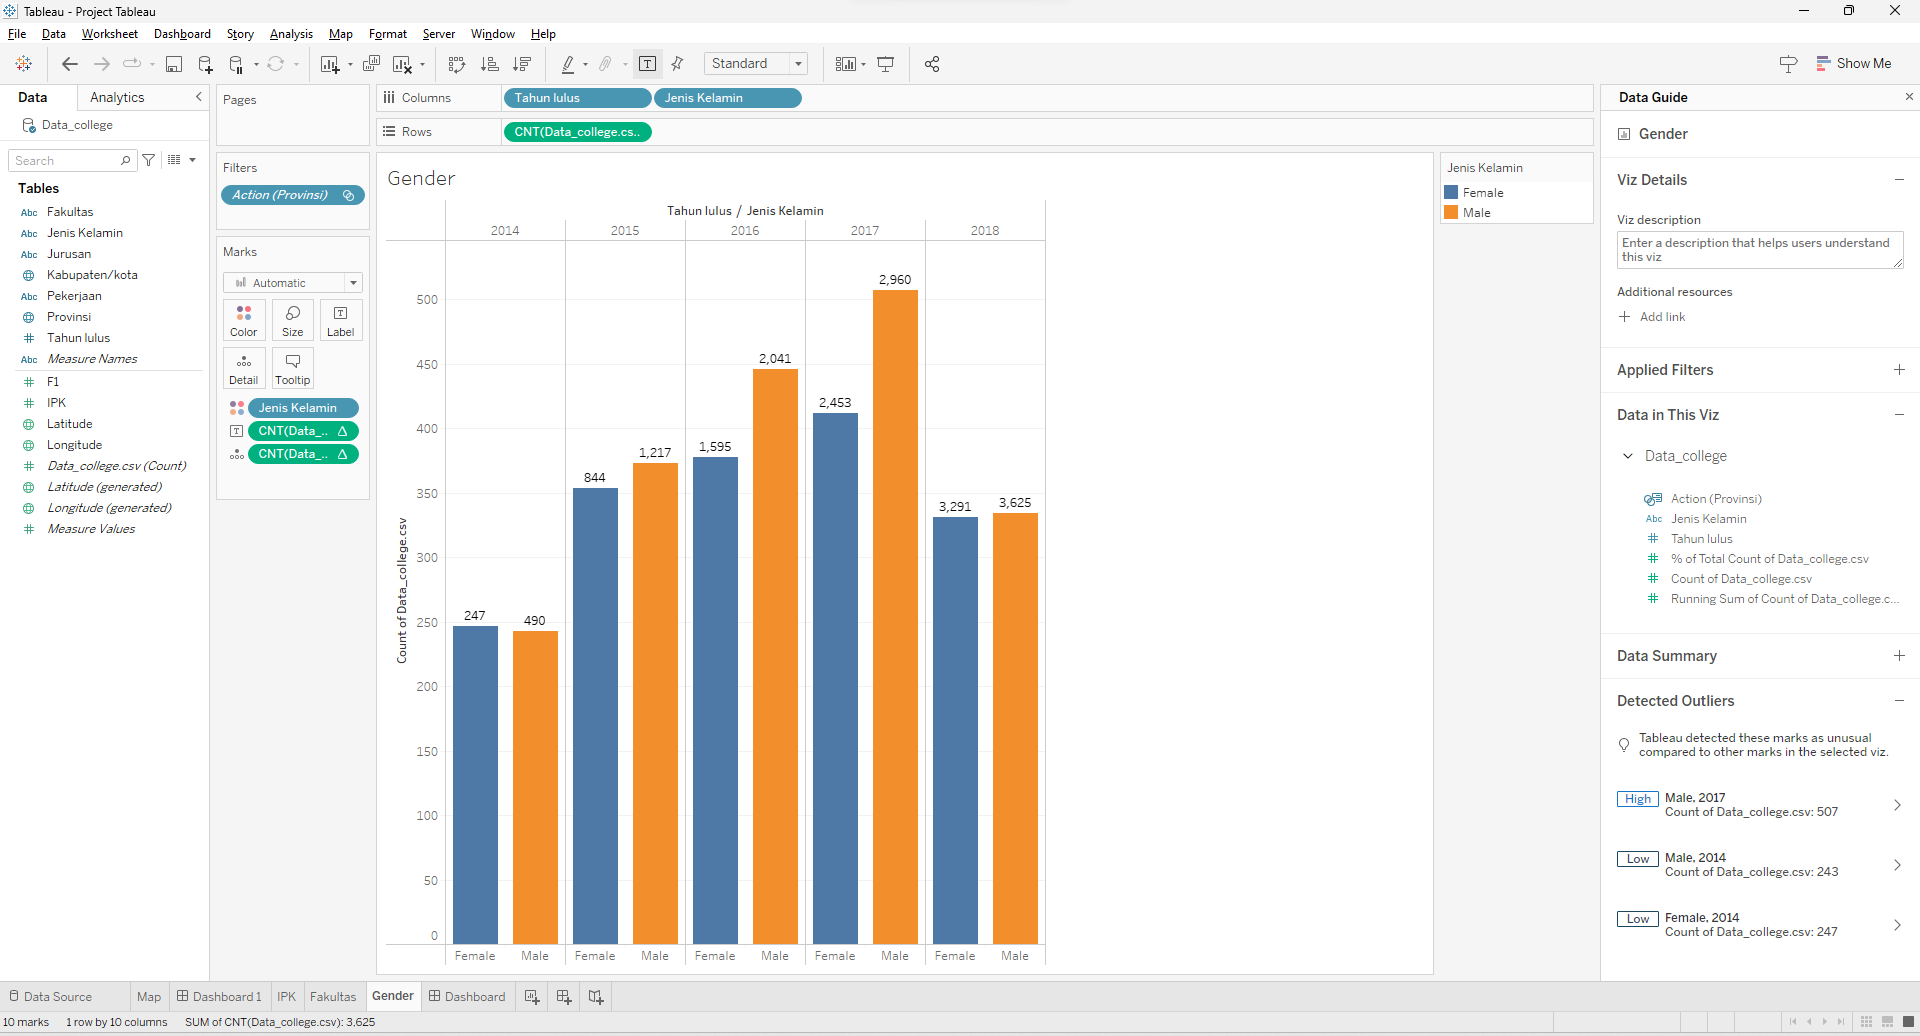 Tableau - Project Tableau
File Data Worksheet Dashboard Story Analysis Map Format Server Window Help
Standard
Show Me
Data Analytics
Data_college
Search
Tables
Abc Fakultas
Abc Jenis Kelamin
Abc Jurusan
Kabupaten/kota
Abc Pekerjaan
Provinsi
# Tahun lulus
Abc Measure Names
# F1
# IPK
Latitude
Longitude
# Data_college.csv (Count)
Latitude (generated)
Longitude (generated)
# Measure Values
Pages
Filters
Action (Provinsi)
Marks
Automatic
Color Size Label
Detail Tooltip
Jenis Kelamin
CNT(Data_..
CNT(Data_..
Columns Tahun lulus Jenis Kelamin
Rows CNT(Data_college.cs..
Gender
Tahun lulus / Jenis Kelamin
2014 2015 2016 2017 2018
Count of Data_college.csv
500
450
400
350
300
250
200
150
100
50
0
247 490 844 1,217 1,595 2,041 2,453 2,960 3,291 3,625
Female Male Female Male Female Male Female Male Female Male
Jenis Kelamin
Female
Male
Data Guide
Gender
Viz Details
Viz description
Enter a description that helps users understand
this viz
Additional resources
Add link
Applied Filters
Data in This Viz
Data_college
Action (Provinsi)
Abc Jenis Kelamin
# Tahun lulus
# % of Total Count of Data_college.csv
# Count of Data_college.csv
# Running Sum of Count of Data_college.c...
Data Summary
Detected Outliers
Tableau detected these marks as unusual
compared to other marks in the selected viz.
High Male, 2017
Count of Data_college.csv: 507
Low Male, 2014
Count of Data_college.csv: 243
Low Female, 2014
Count of Data_college.csv: 247
Data Source Map Dashboard 1 IPK Fakultas Gender Dashboard
10 marks 1 row by 10 columns SUM of CNT(Data_college.csv): 3,625